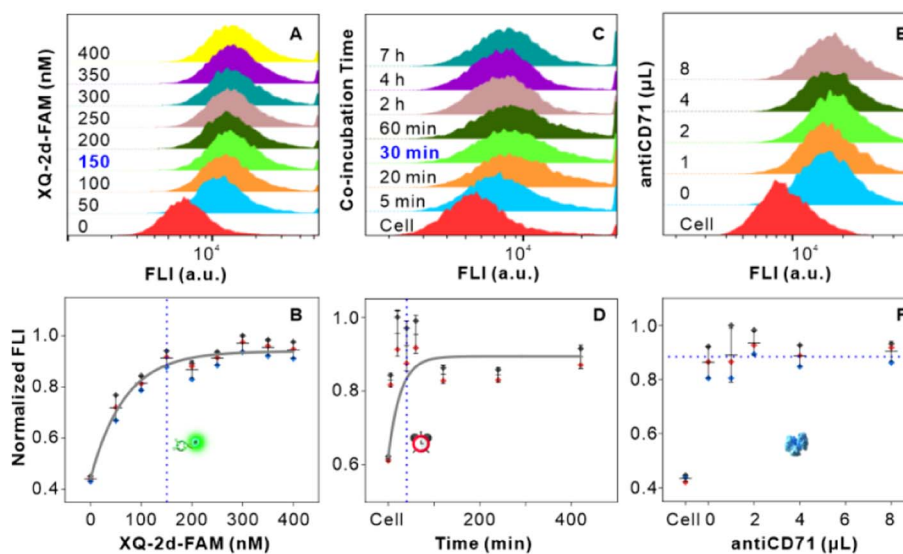 A
XQ-2d-FAM (nM)
400
350
300
250
200
150
100
50
0
10⁴
FLI (a.u.)
C
Co-incubation Time
7 h
4 h
2 h
60 min
30 min
20 min
5 min
Cell
10⁴
FLI (a.u.)
E
antiCD71 (μL)
8
4
2
1
0
Cell
10⁴
FLI (a.u.)
B
Normalized FLI
1.0
0.8
0.6
0.4
0 100 200 300 400
XQ-2d-FAM (nM)
D
1.0
0.8
0.6
Cell 200 400
Time (min)
F
1.0
0.8
0.6
0.4
Cell 0 2 4 6 8
antiCD71 (μL)